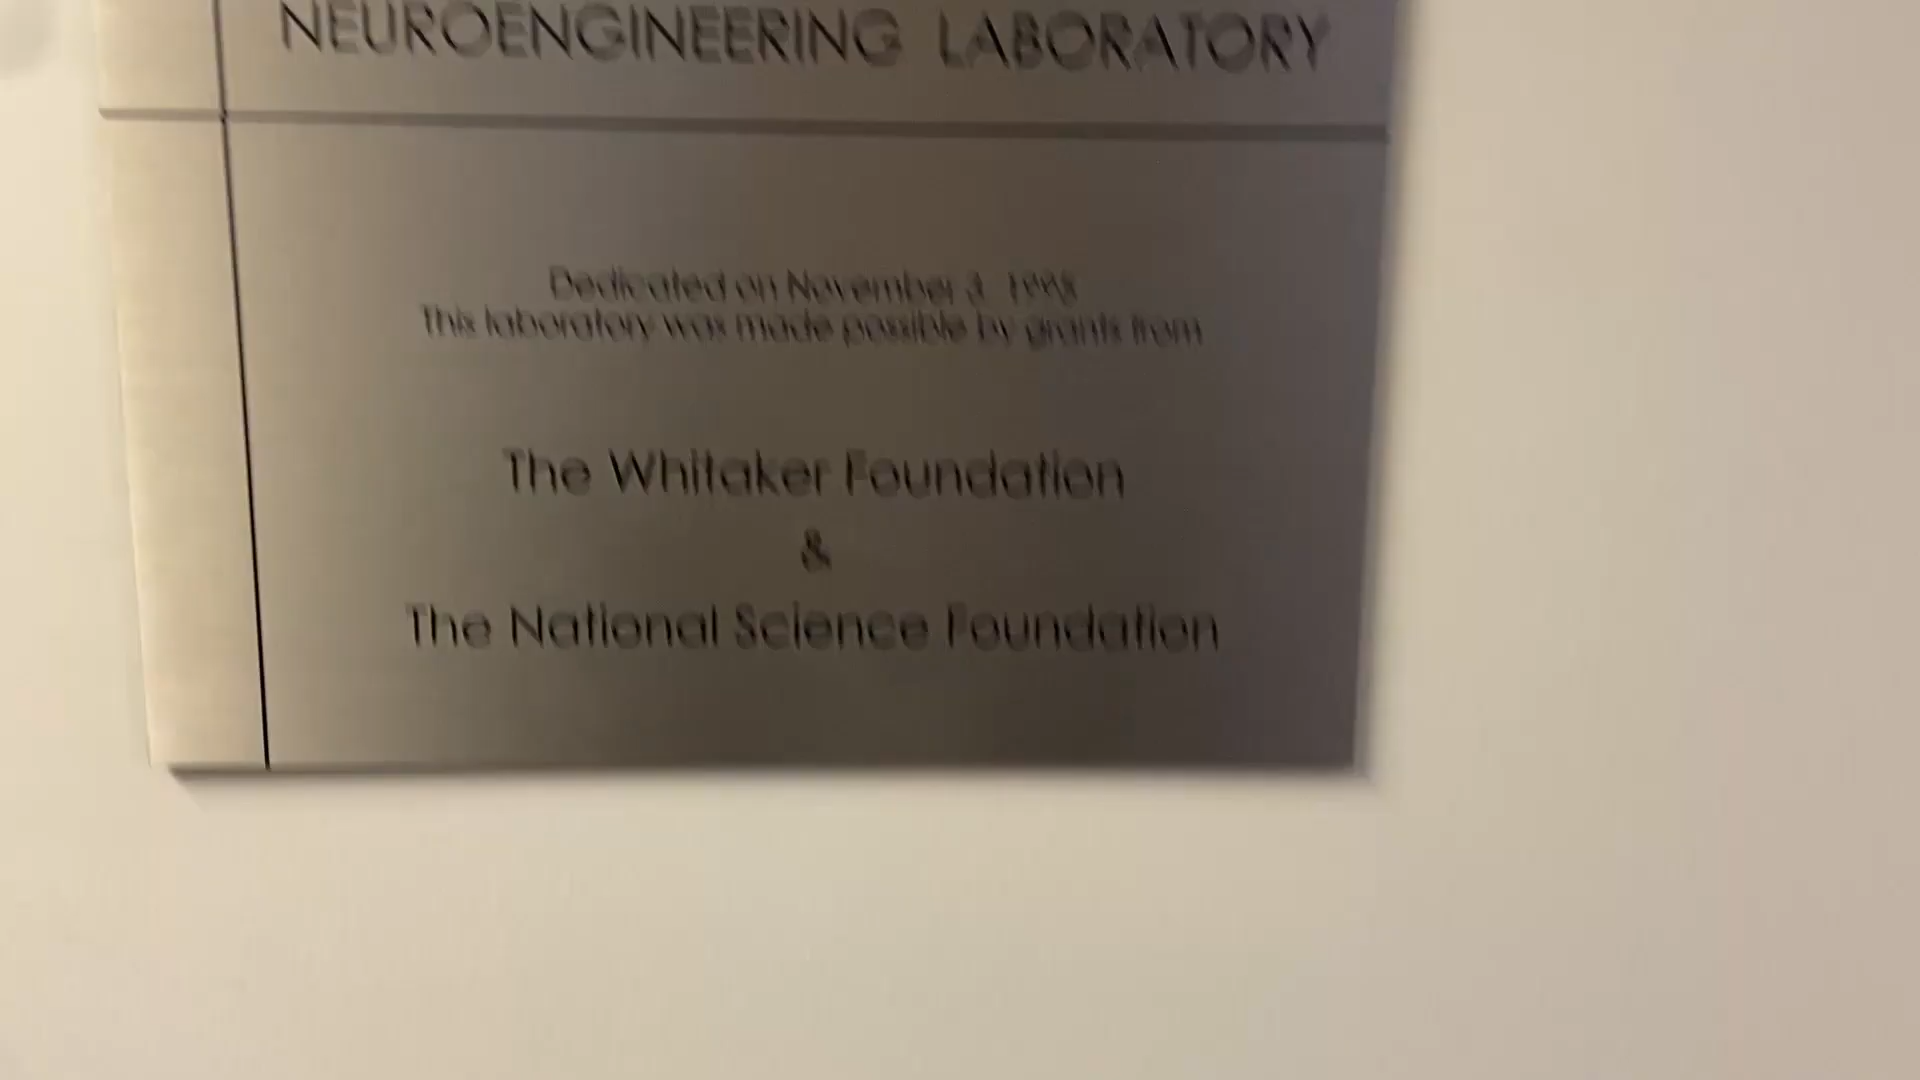 NEUROENGINEERING LABORATORY
Dedicated on November 3, 1998
This laboratory was made possible by grants from
The Whitaker Foundation
&
The National Science Foundation